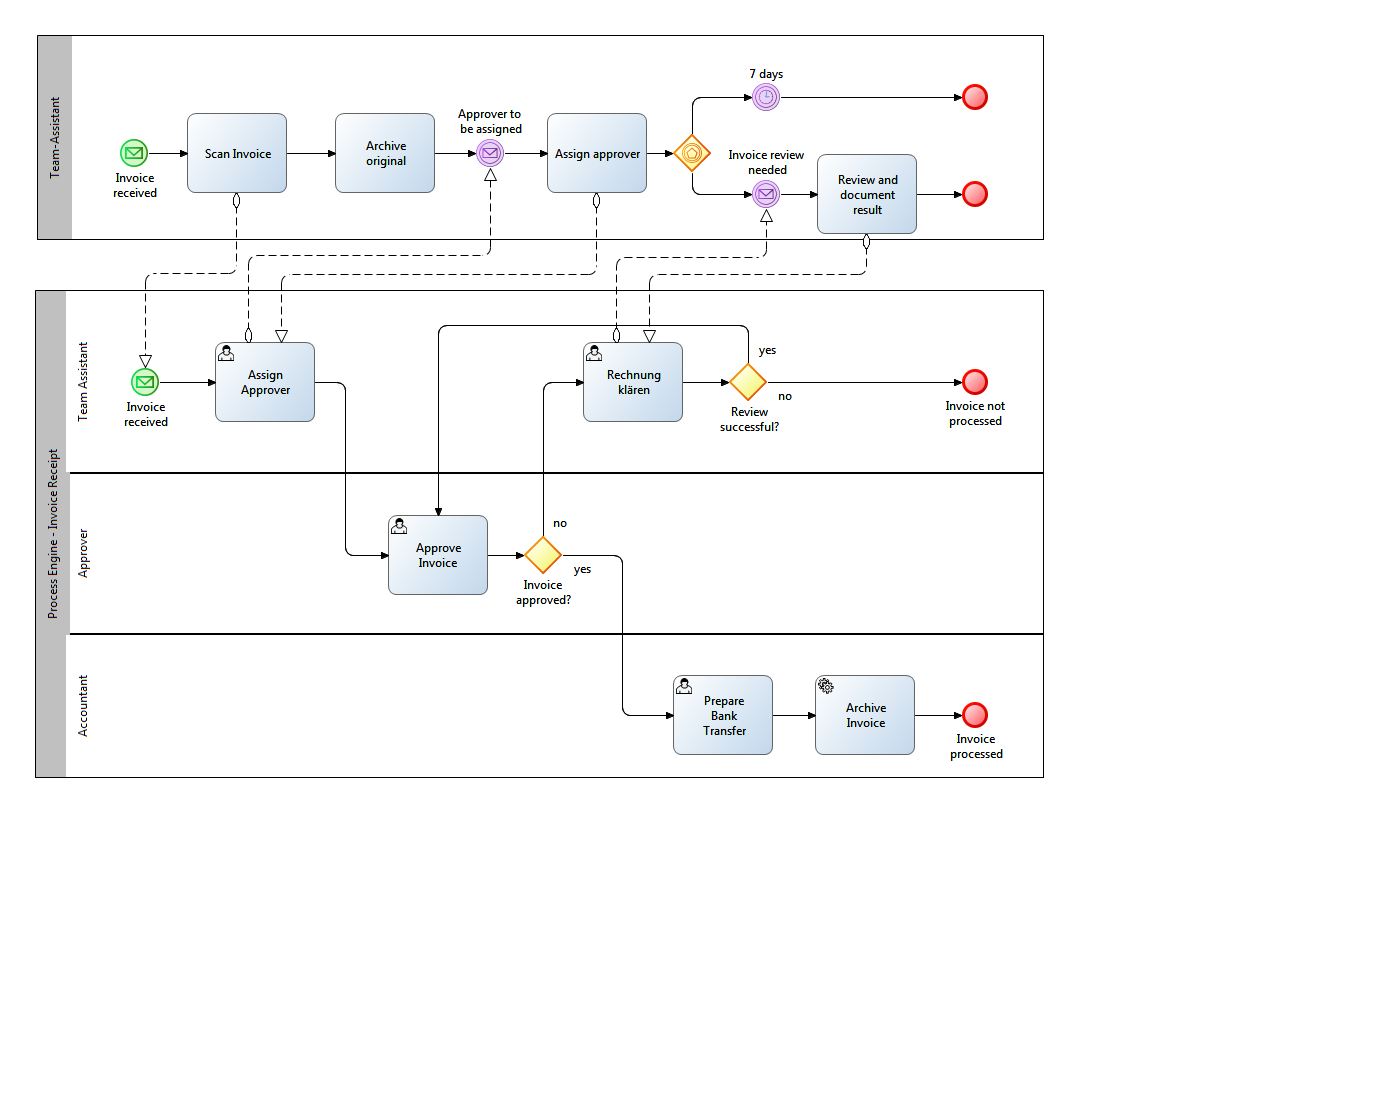 Team-Assistant
7 days
Approver to
be assigned
Scan Invoice
Archive
original
Assign approver
Invoice review
needed
Invoice
received
Review and
document
result
Process Engine - Invoice Receipt
Team Assistant
yes
Assign
Approver
Rechnung
klären
no
Invoice
received
Review
successful?
Invoice not
processed
Approver
no
Approve
Invoice
yes
Invoice
approved?
Accountant
Prepare
Bank
Transfer
Archive
Invoice
Invoice
processed